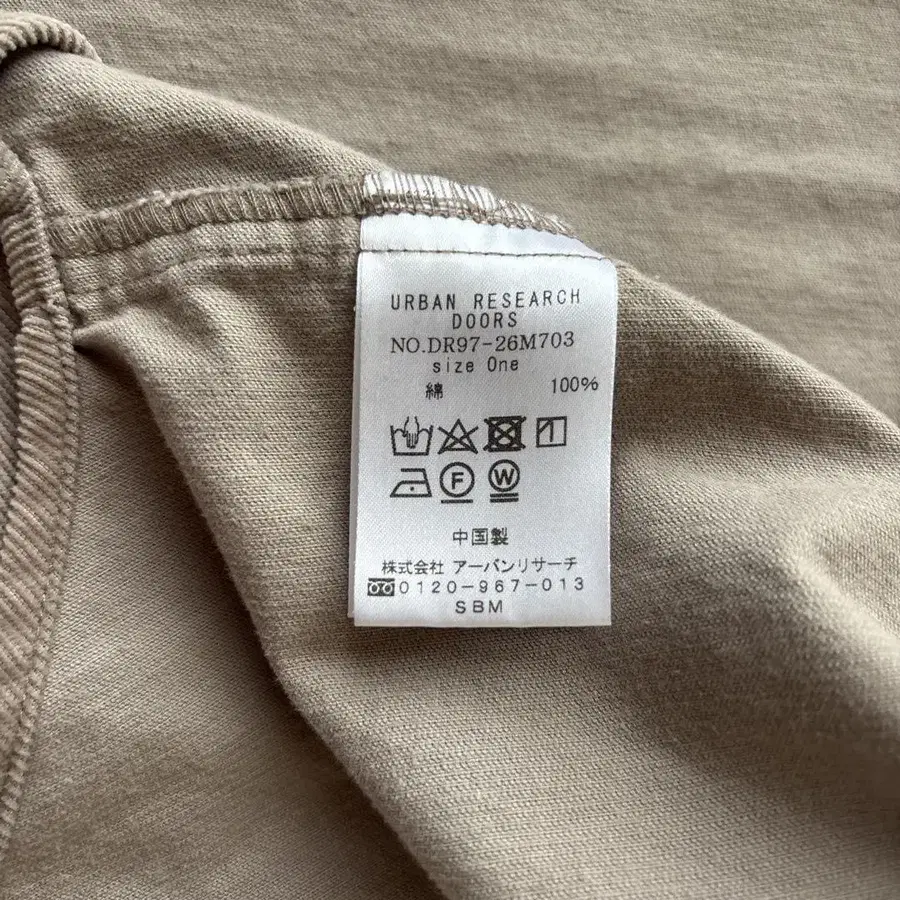 URBAN RESEARCH
DOORS
NO.DR97-26M703
size One
綿 100%
F W
中国製
株式会社 アーバンリサーチ
0120-967-013
SBM